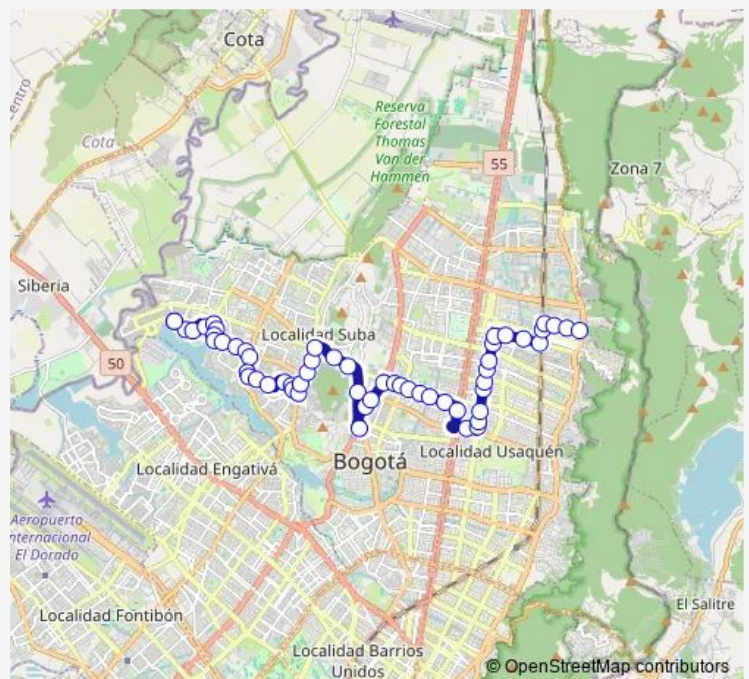 Cota
Reserva
Forestal
Thomas
Van der
Hammen
55
Zona 7
Cota
Centro
Siberia
Localidad Suba
50
Localidad Engativá
Bogotá
Localidad Usaquén
Aeropuerto
Internacional
El Dorado
Localidad Fontibón
El Salitre
Localidad Barrios
Unidos
© OpenStreetMap contributors